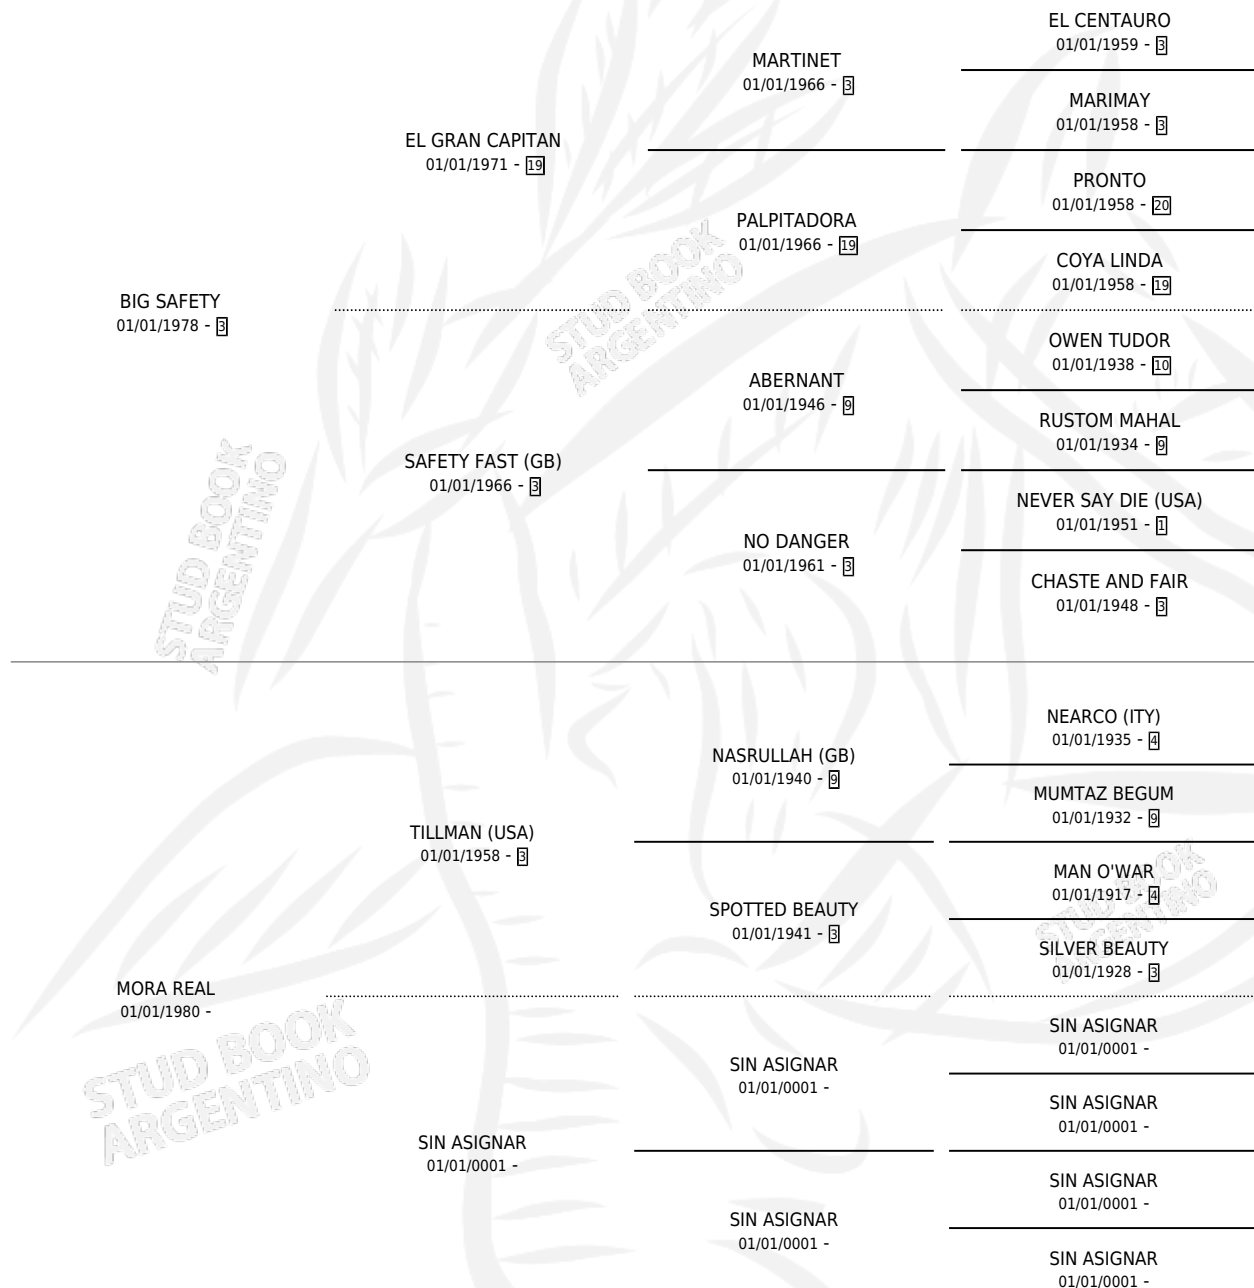 EL CENTAURO
01/01/1959 - 3
MARTINET
01/01/1966 - 3
MARIMAY
01/01/1958 - 3
EL GRAN CAPITAN
01/01/1971 - 19
PRONTO
01/01/1958 - 20
PALPITADORA
01/01/1966 - 19
COYA LINDA
01/01/1958 - 19
BIG SAFETY
01/01/1978 - 3
OWEN TUDOR
01/01/1938 - 10
ABERNANT
01/01/1946 - 9
RUSTOM MAHAL
01/01/1934 - 9
SAFETY FAST (GB)
01/01/1966 - 3
NEVER SAY DIE (USA)
01/01/1951 - 1
NO DANGER
01/01/1961 - 3
CHASTE AND FAIR
01/01/1948 - 3
NEARCO (ITY)
01/01/1935 - 4
NASRULLAH (GB)
01/01/1940 - 9
MUMTAZ BEGUM
01/01/1932 - 9
TILLMAN (USA)
01/01/1958 - 3
MAN O'WAR
01/01/1917 - 4
SPOTTED BEAUTY
01/01/1941 - 3
SILVER BEAUTY
01/01/1928 - 3
MORA REAL
01/01/1980 -
SIN ASIGNAR
01/01/0001 -
SIN ASIGNAR
01/01/0001 -
SIN ASIGNAR
01/01/0001 -
SIN ASIGNAR
01/01/0001 -
SIN ASIGNAR
01/01/0001 -
SIN ASIGNAR
01/01/0001 -
SIN ASIGNAR
01/01/0001 -
STUD BOOK
ARGENTINO
STUD BOOK
ARGENTINO
STUD BOOK
ARGENTINO
STUD BOOK
ARGENTINO